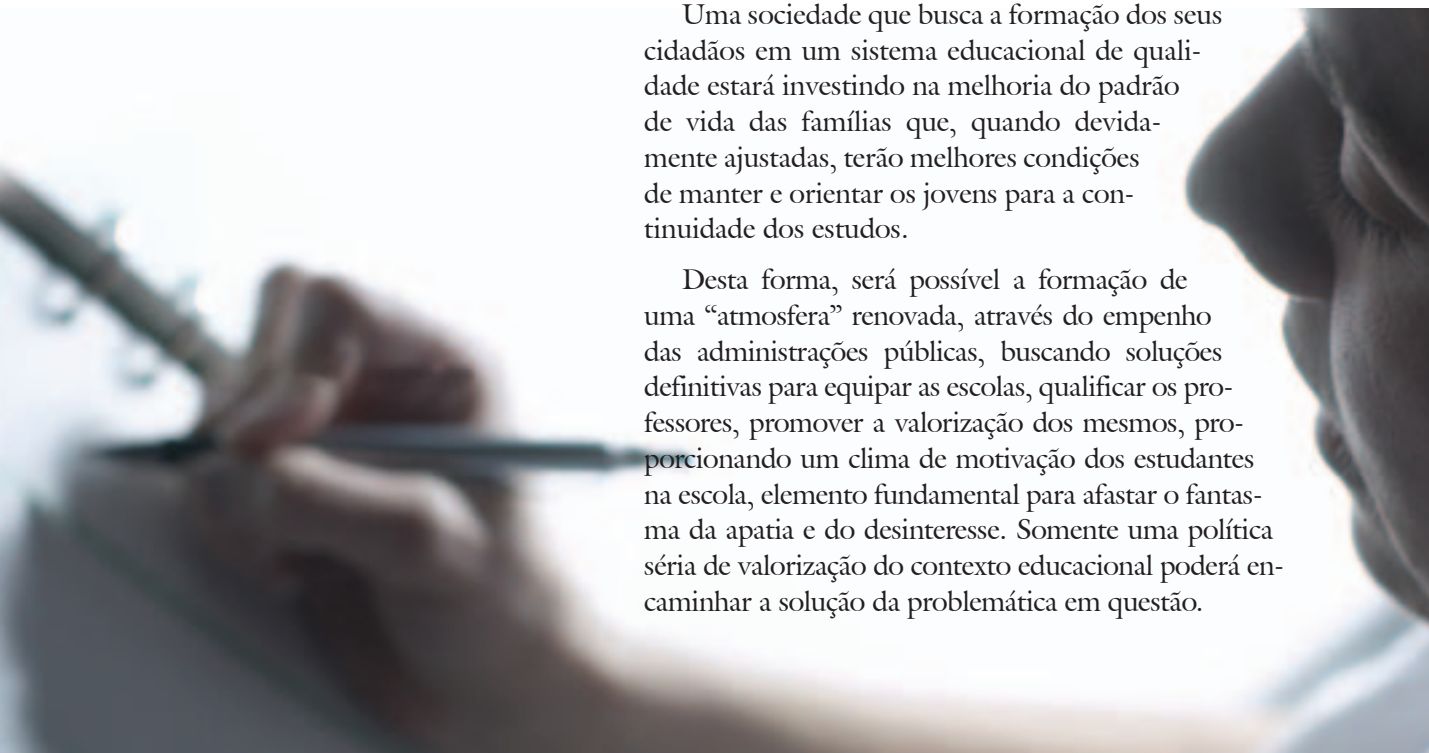 Uma sociedade que busca a formação dos seus
cidadãos em um sistema educacional de quali-
dade estará investindo na melhoria do padrão
de vida das famílias que, quando devida-
mente ajustadas, terão melhores condições
de manter e orientar os jovens para a con-
tinuidade dos estudos.
Desta forma, será possível a formação de
uma “atmosfera” renovada, através do empenho
das administrações públicas, buscando soluções
definitivas para equipar as escolas, qualificar os pro-
fessores, promover a valorização dos mesmos, pro-
porcionando um clima de motivação dos estudantes
na escola, elemento fundamental para afastar o fantas-
ma da apatia e do desinteresse. Somente uma política
séria de valorização do contexto educacional poderá en-
caminhar a solução da problemática em questão.